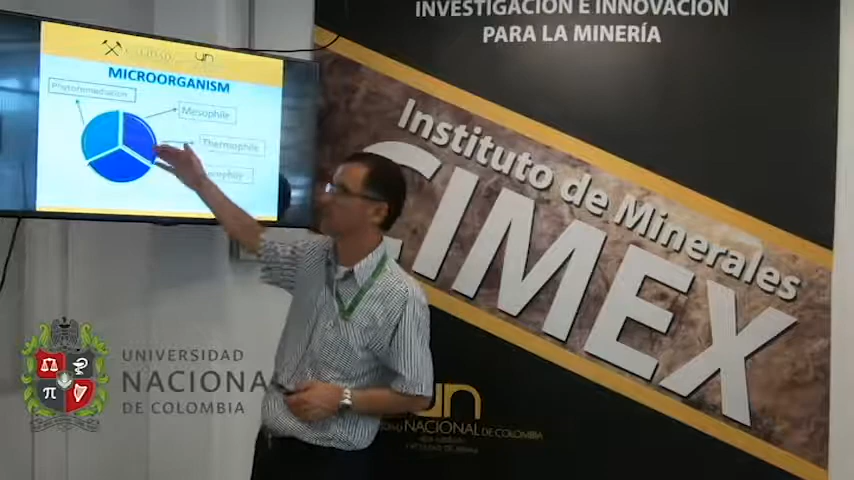 INVESTIGACIÓN E INNOVACIÓN
PARA LA MINERÍA
MICROORGANISM
Phytoremediation
Mesophile
Thermophile
Instituto de Minerales
CIMEX
UNIVERSIDAD
NACIONAL
DE COLOMBIA
un
NACIONAL DE COLOMBIA